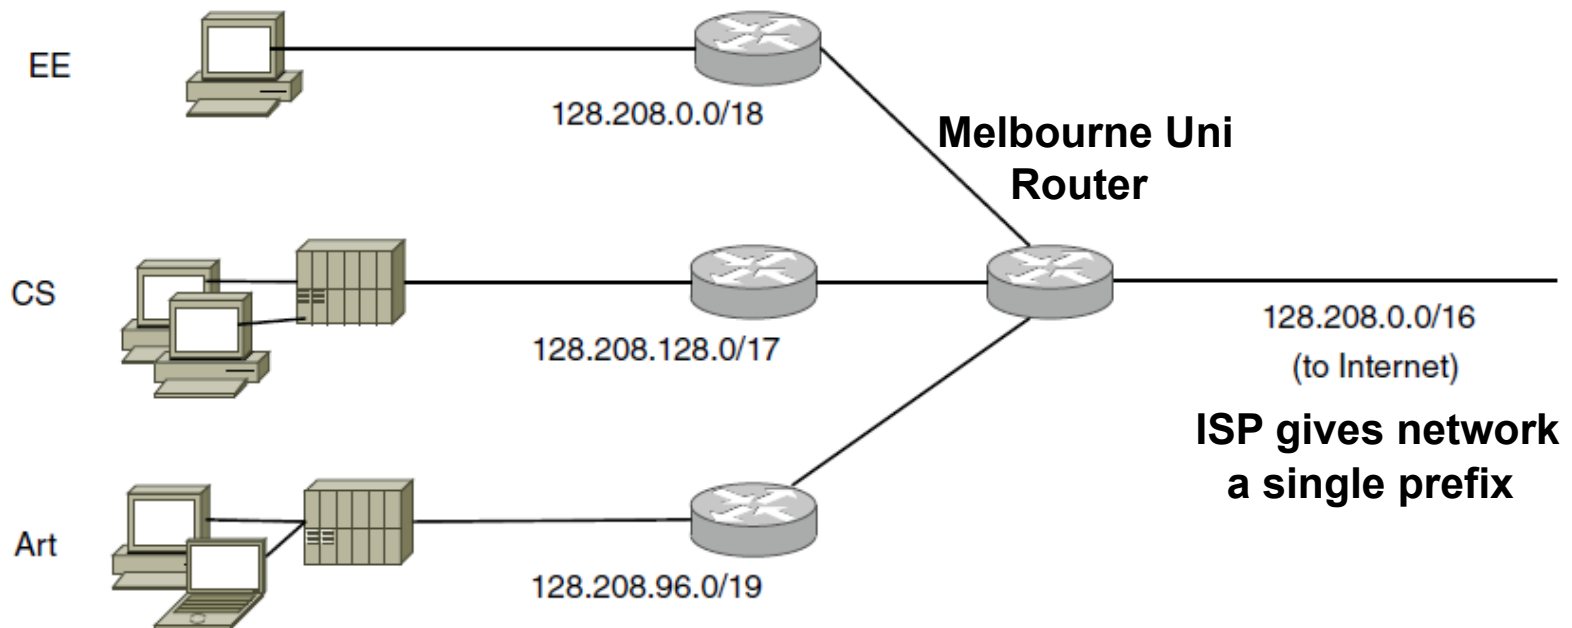 EE
128.208.0.0/18
Melbourne Uni
Router
CS
128.208.128.0/17
128.208.0.0/16
(to Internet)
ISP gives network
a single prefix
Art
128.208.96.0/19